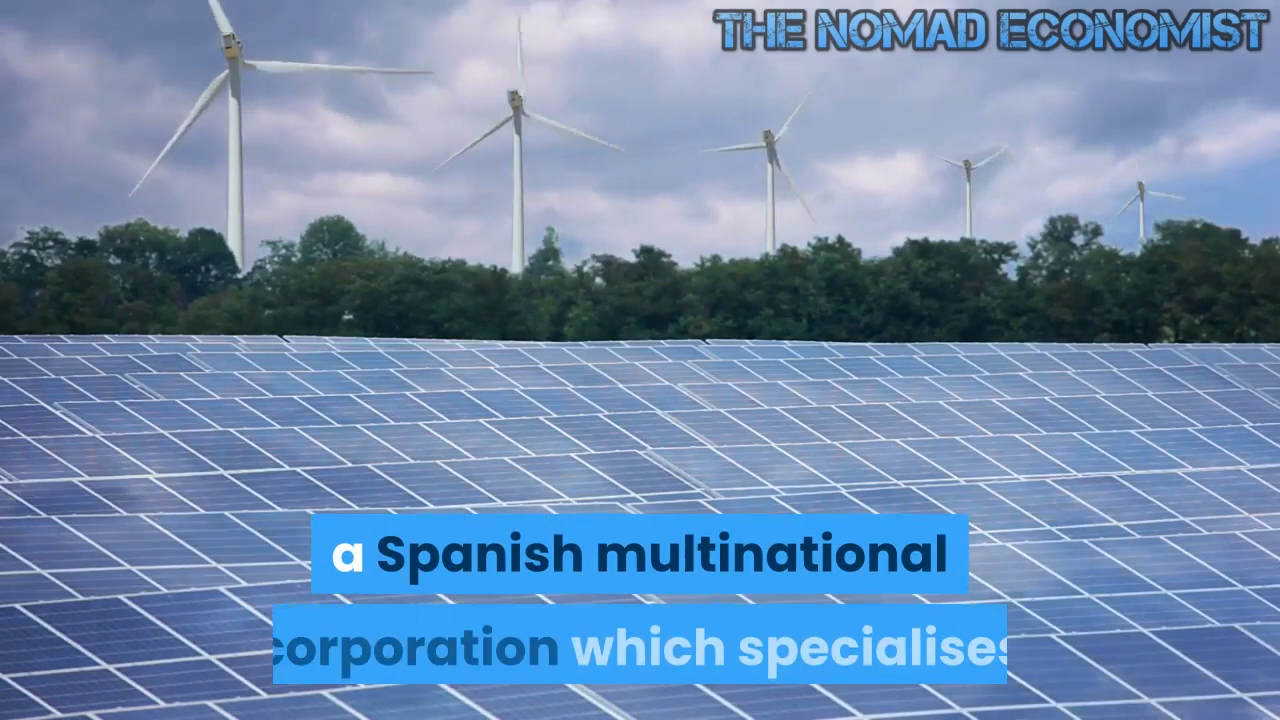 THE NOMAD ECONOMIST
a Spanish multinational
corporation which specialises